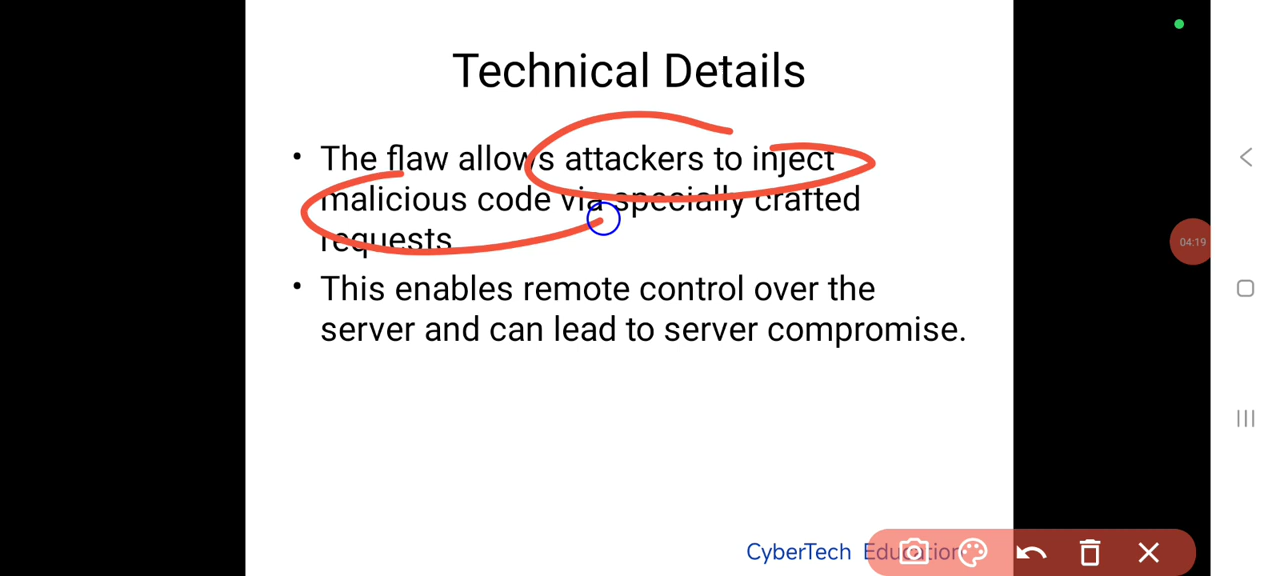 Technical Details
• The flaw allows attackers to inject
malicious code via specially crafted
requests
• This enables remote control over the
server and can lead to server compromise.
04:19
CyberTech Education